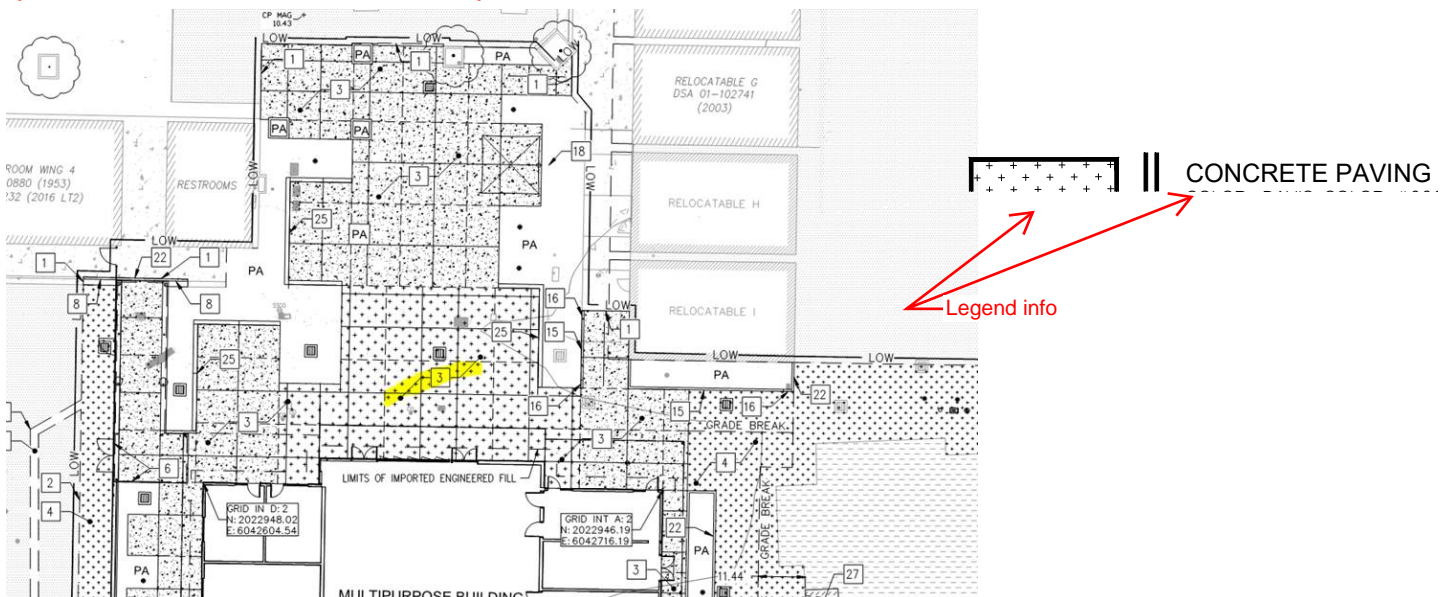 CP MAG
10.43
LOW
LOW
LOW
PA
1
1
PA
1
3
RELOCATABLE G
DSA 01-102741
(2003)
PA
PA
18
ROOM WING 4
0880 (1953)
232 (2016 LT2)
RESTROOMS
LOW
3
LOW
RELOCATABLE H
25
PA
PA
LOW
1
22
1
PA
8
8
16
LOW
1
RELOCATABLE I
25
15
LOW
LOW
25
3
PA
22
16
15
16
GRADE BREAK
3
3
4
6
LOW
2
4
LIMITS OF IMPORTED ENGINEERED FILL
GRID IN D: 2
N: 2022948.02
E: 6042604.54
GRID INT A: 2
N: 2022946.19
E: 6042716.19
22
PA
GRADE BREAK
PA
3
11.44
27
MULTIPURPOSE BUILDING
CONCRETE PAVING
Legend info